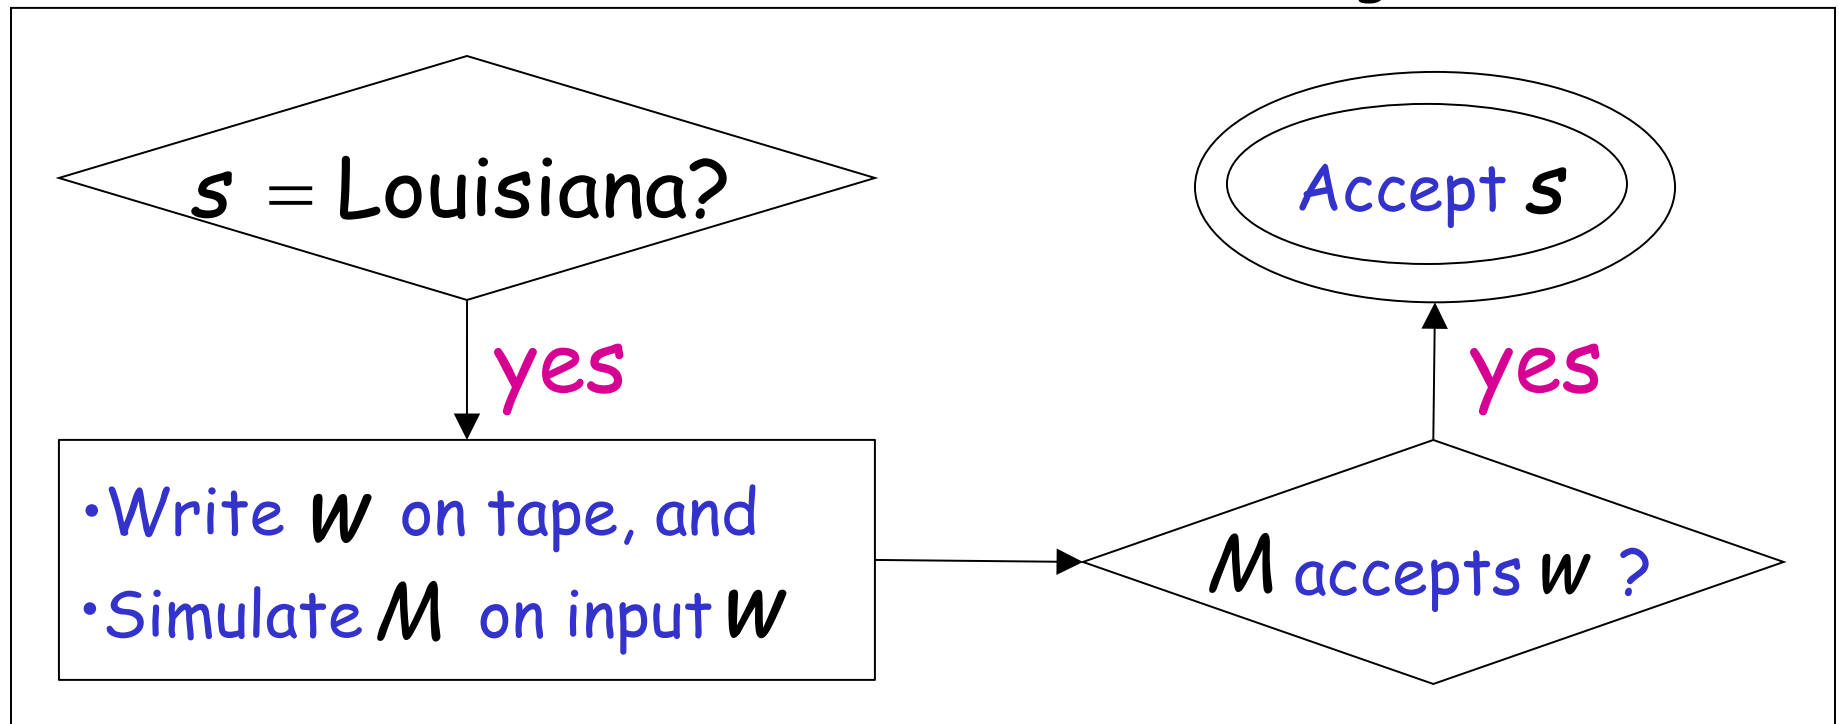 s = Louisiana?
yes
•Write w on tape, and
•Simulate M on input w
M accepts w ?
yes
Accept s